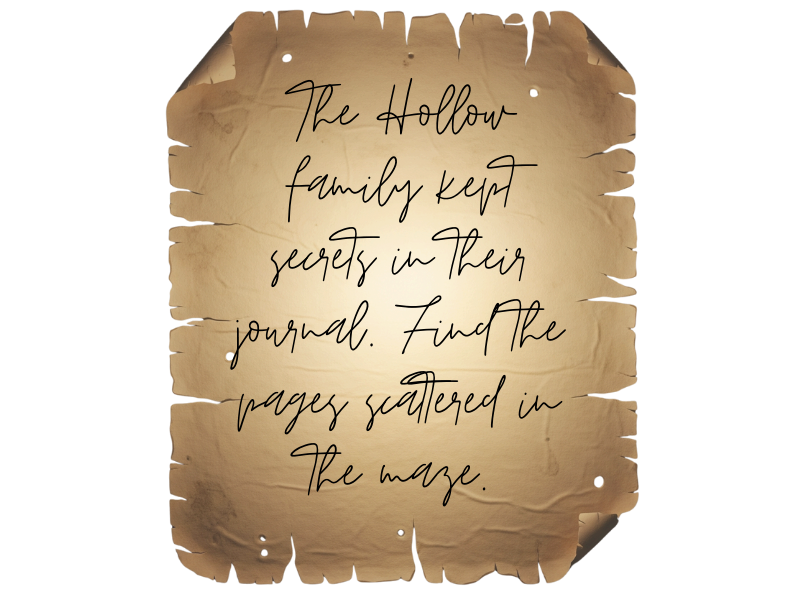 The Hollow
family kept
secrets in their
journal. Find the
pages scattered in
the maze.